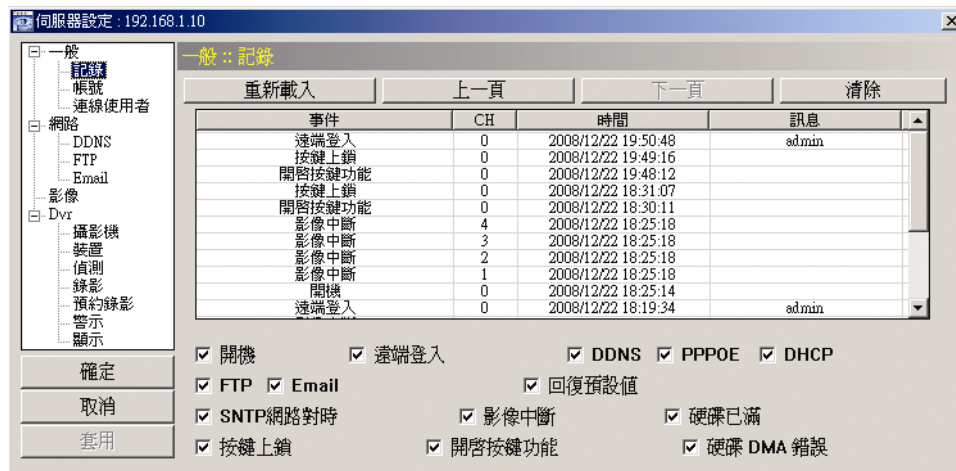 伺服器設定 : 192.168.1.10
一般
記錄
帳號
連線使用者
網路
DDNS
FTP
Email
影像
Dvr
攝影機
裝置
偵測
錄影
預約錄影
警示
顯示
確定
取消
套用
一般 :: 記錄
重新載入 上一頁 下一頁 清除
事件 CH 時間 訊息
遠端登入 0 2008/12/22 19:50:48 admin
按鍵上鎖 0 2008/12/22 19:49:16
開啓按鍵功能 0 2008/12/22 19:48:12
按鍵上鎖 0 2008/12/22 18:31:07
開啓按鍵功能 0 2008/12/22 18:30:11
影像中斷 4 2008/12/22 18:25:18
影像中斷 3 2008/12/22 18:25:18
影像中斷 2 2008/12/22 18:25:18
影像中斷 1 2008/12/22 18:25:18
開機 0 2008/12/22 18:25:14
遠端登入 0 2008/12/22 18:19:34 admin
開機 遠端登入 DDNS PPPOE DHCP
FTP Email 回復預設值
SNTP網路對時 影像中斷 硬碟已滿
按鍵上鎖 開啓按鍵功能 硬碟 DMA 錯誤